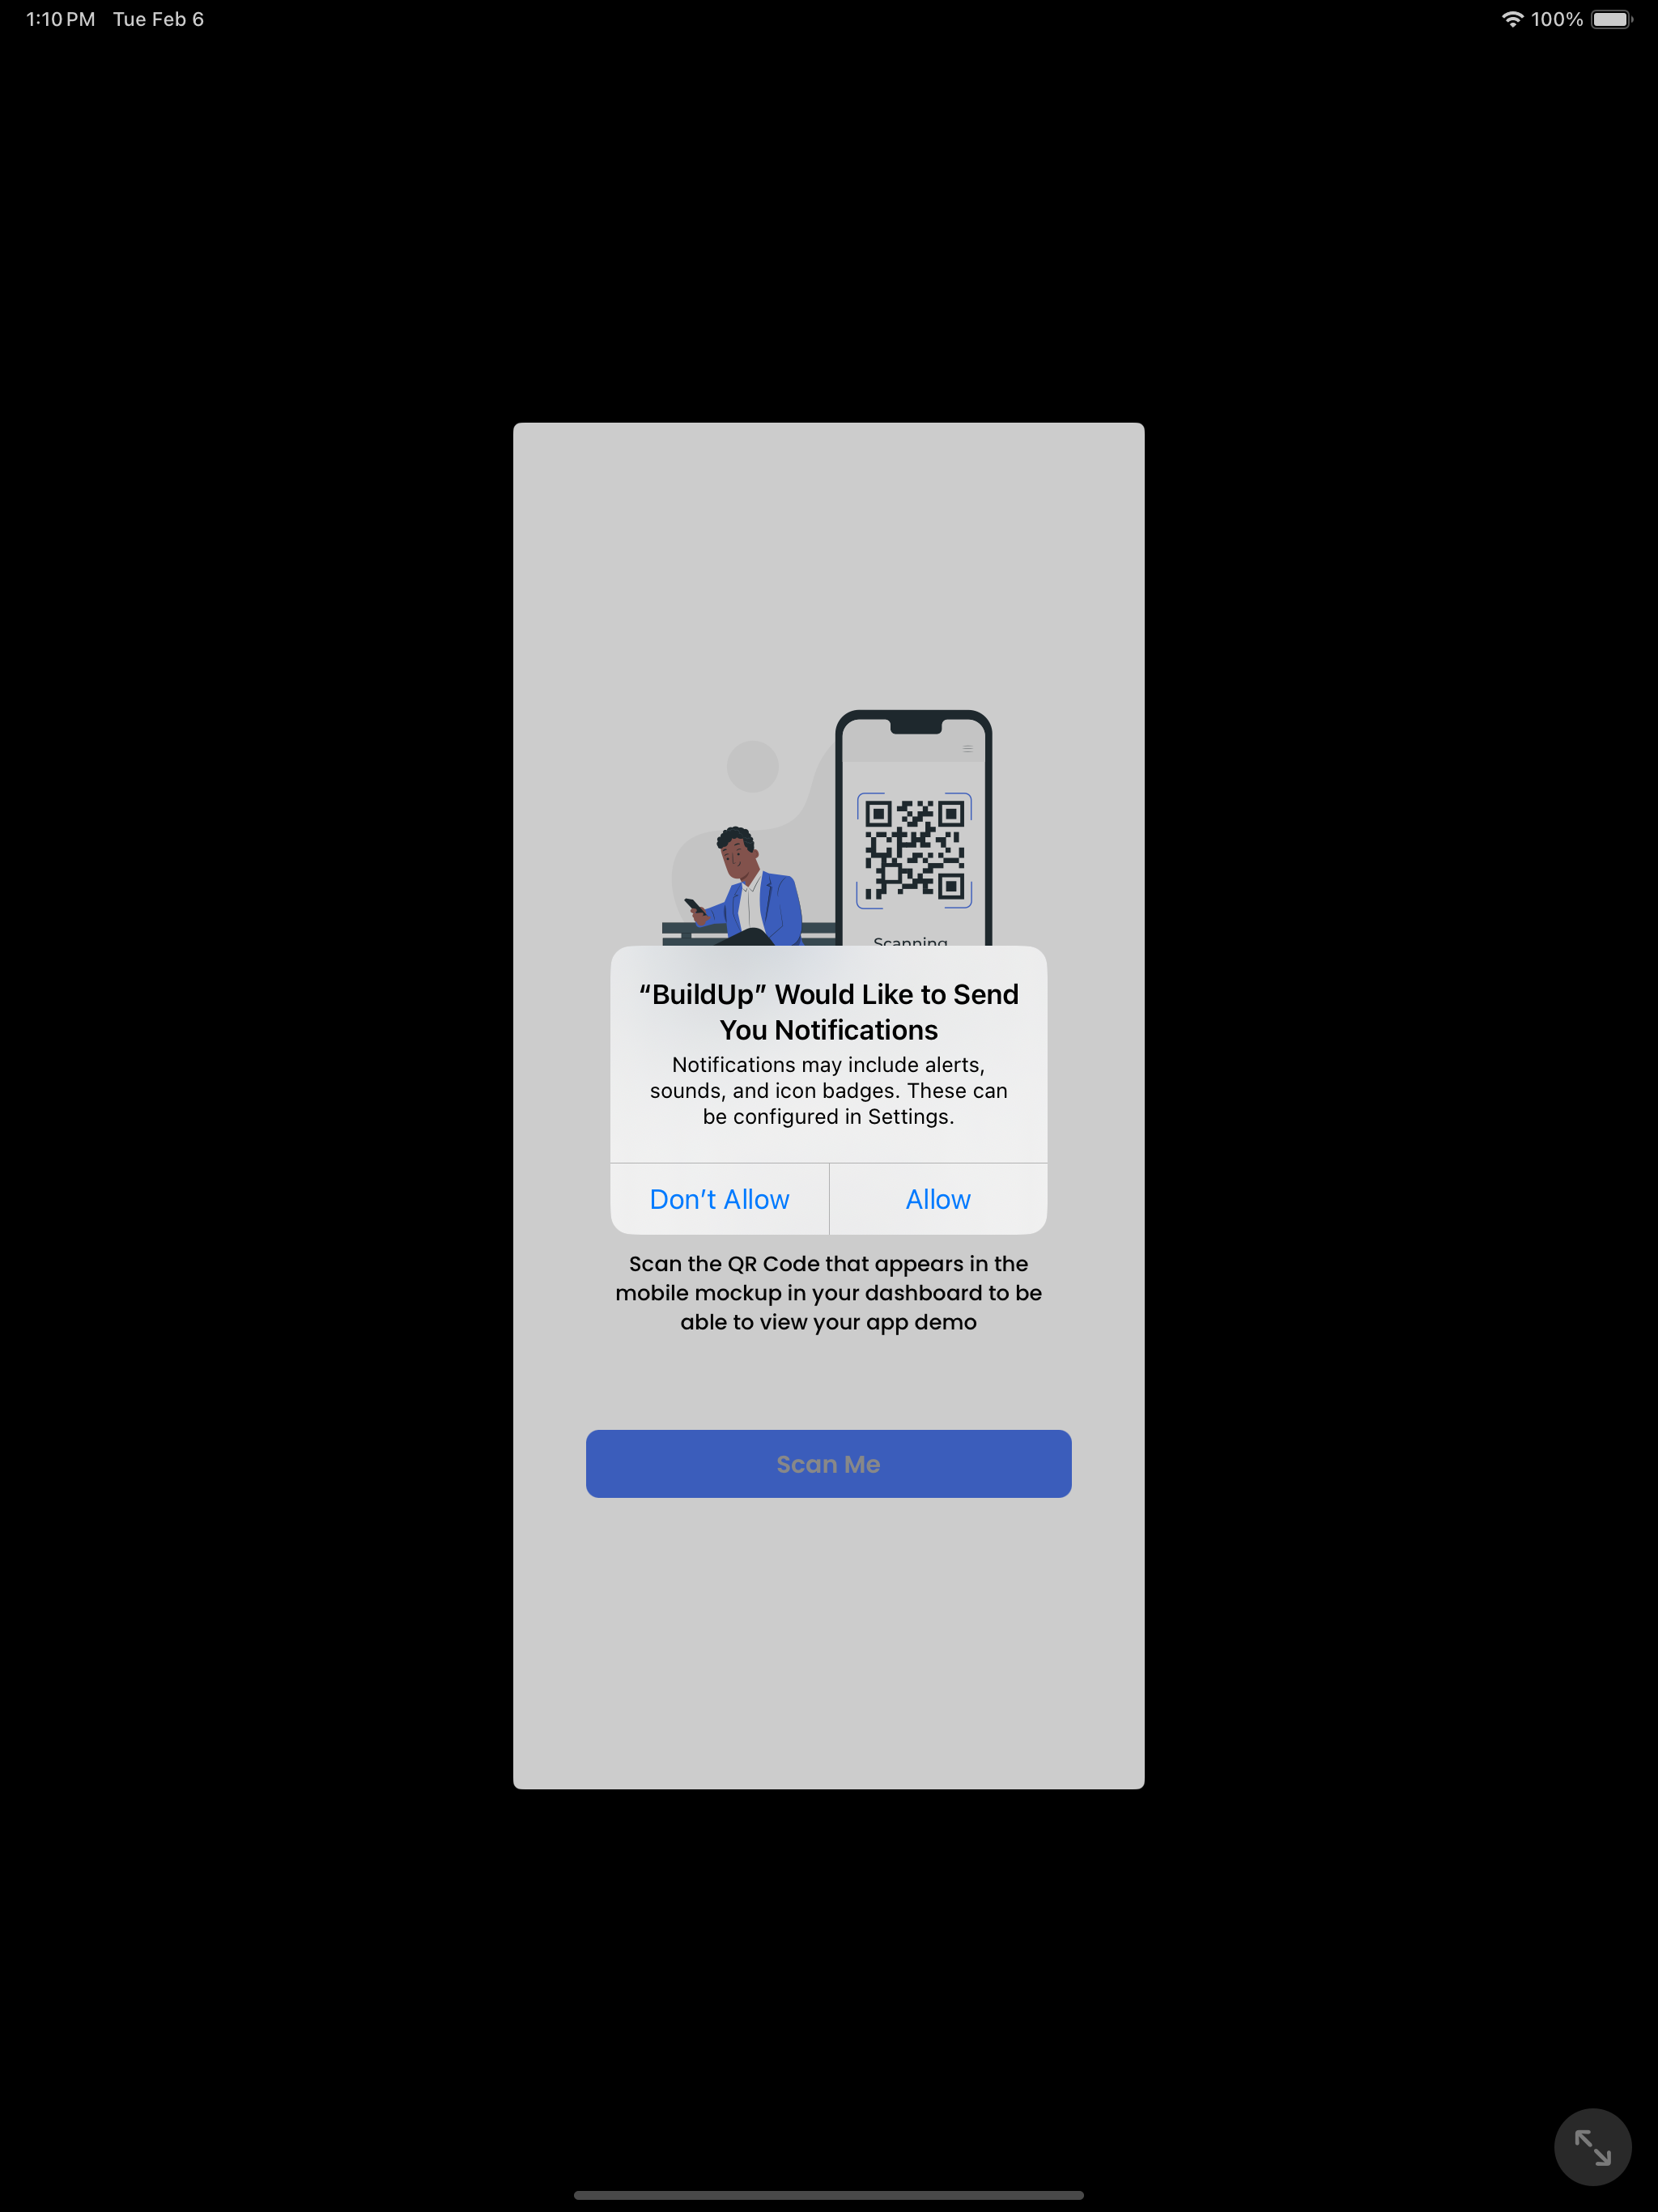 1:10 PM Tue Feb 6
100%
Scanning
“BuildUp” Would Like to Send
You Notifications
Notifications may include alerts,
sounds, and icon badges. These can
be configured in Settings.
Don’t Allow
Allow
Scan the QR Code that appears in the
mobile mockup in your dashboard to be
able to view your app demo
Scan Me